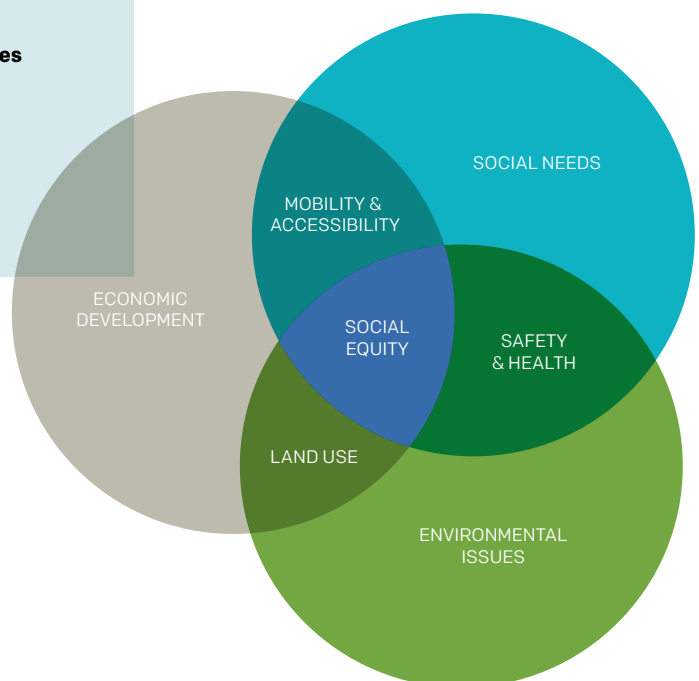 es
SOCIAL NEEDS
MOBILITY &
ACCESSIBILITY
ECONOMIC
DEVELOPMENT
SOCIAL
EQUITY
SAFETY
& HEALTH
LAND USE
ENVIRONMENTAL
ISSUES